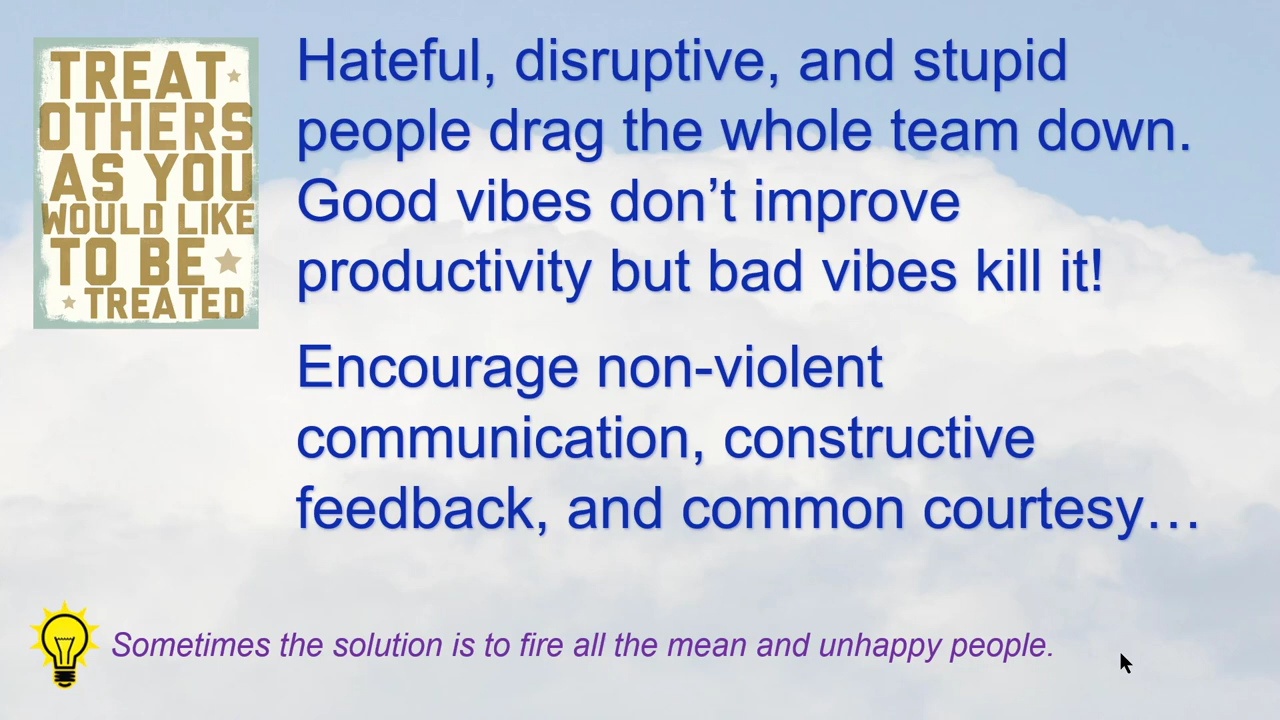 TREAT
OTHERS
AS YOU
WOULD LIKE
TO BE
TREATED
Hateful, disruptive, and stupid
people drag the whole team down.
Good vibes don’t improve
productivity but bad vibes kill it!
Encourage non-violent
communication, constructive
feedback, and common courtesy…
Sometimes the solution is to fire all the mean and unhappy people.